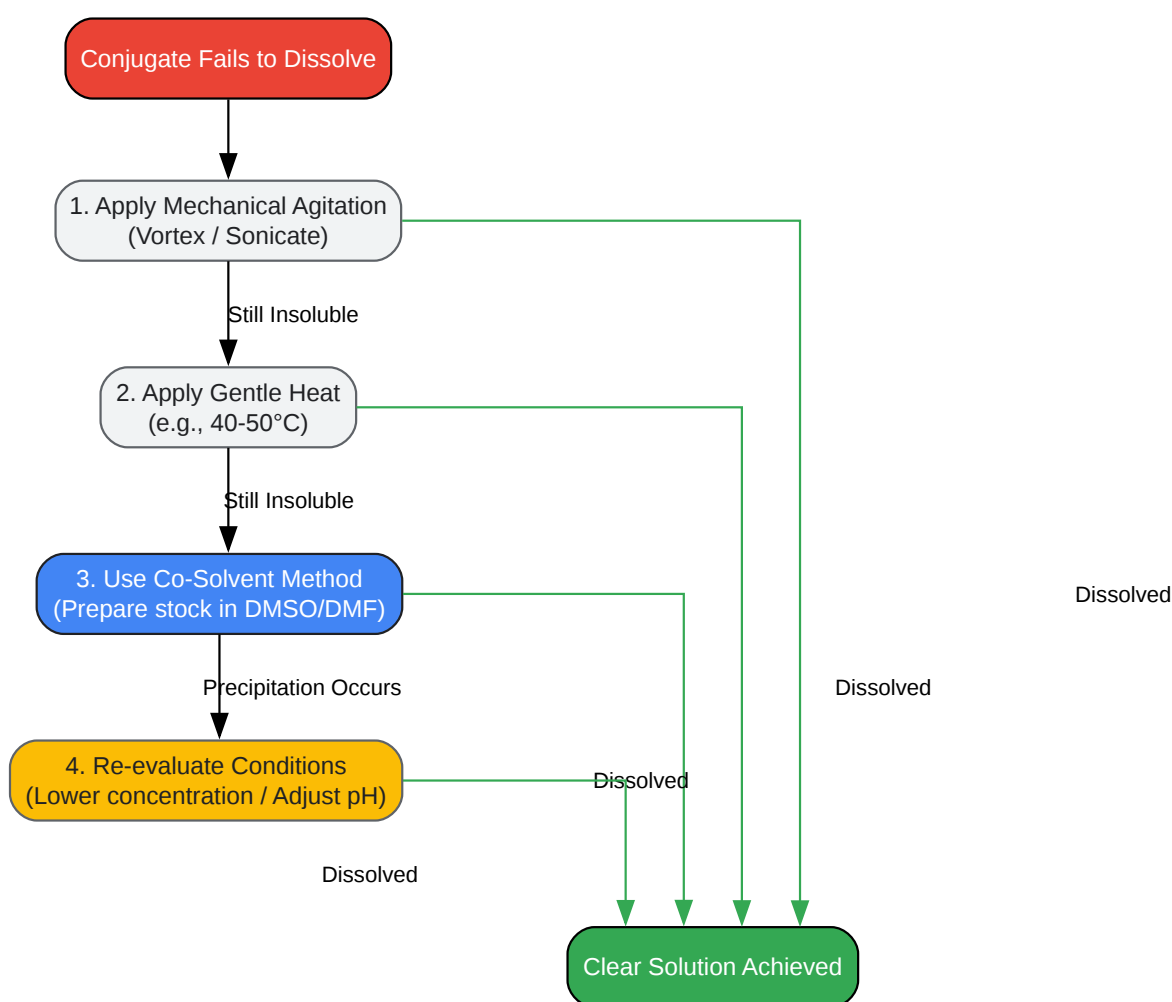 Conjugate Fails to Dissolve
1. Apply Mechanical Agitation
(Vortex / Sonicate)
Still Insoluble
2. Apply Gentle Heat
(e.g., 40-50°C)
Still Insoluble
3. Use Co-Solvent Method
(Prepare stock in DMSO/DMF)
Dissolved
Precipitation Occurs
Dissolved
4. Re-evaluate Conditions
(Lower concentration / Adjust pH)
Dissolved
Dissolved
Clear Solution Achieved